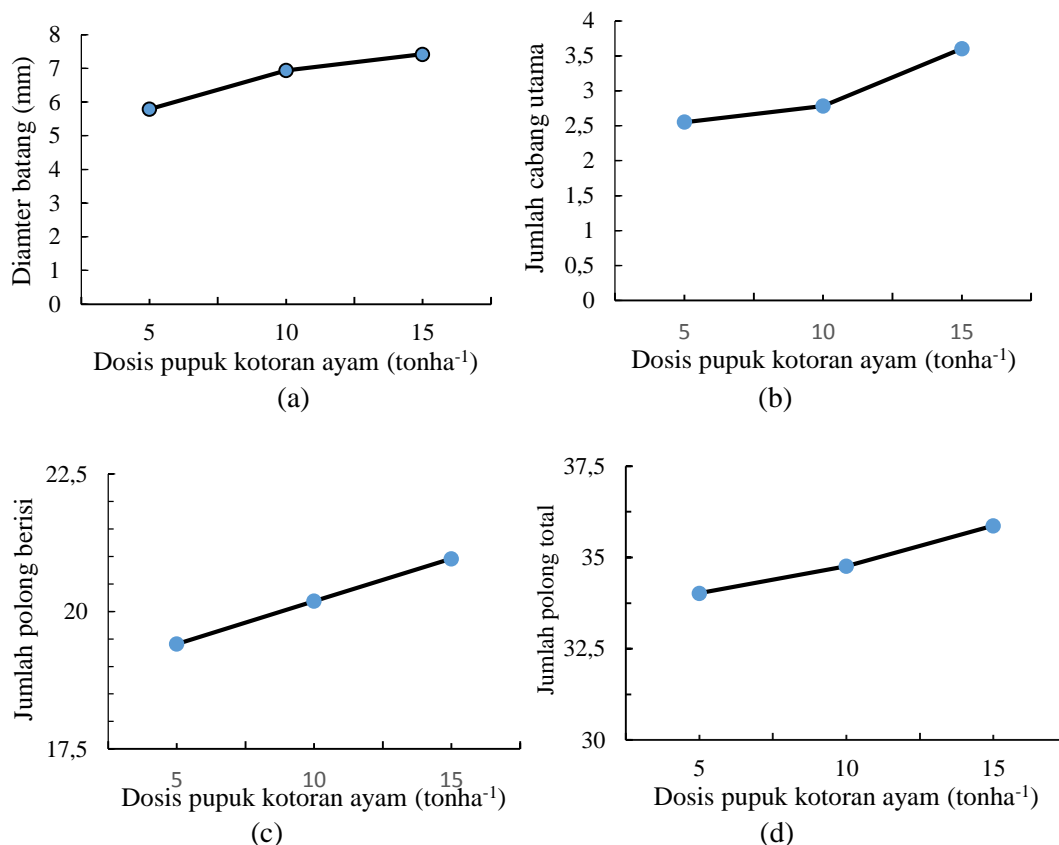 Diamter batang (mm)
8
7
6
5
4
3
2
1
0
5 10 15
Dosis pupuk kotoran ayam (tonha⁻¹)
(a)
Jumlah cabang utama
4
3,5
3
2,5
2
1,5
1
0,5
0
5 10 15
Dosis pupuk kotoran ayam (tonha⁻¹)
(b)
Jumlah polong berisi
22,5
20
17,5
5 10 15
Dosis pupuk kotoran ayam (tonha⁻¹)
(c)
Jumlah polong total
37,5
35
32,5
30
5 10 15
Dosis pupuk kotoran ayam (tonha⁻¹)
(d)